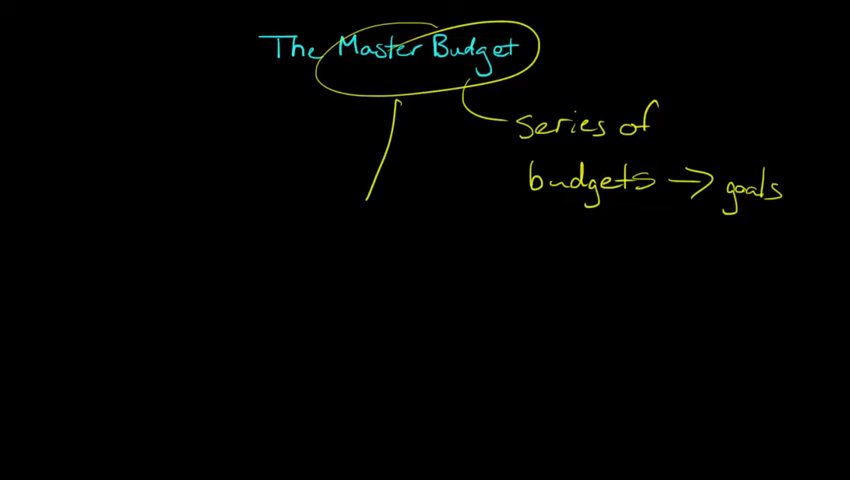 The Master Budget
series of
budgets → goals